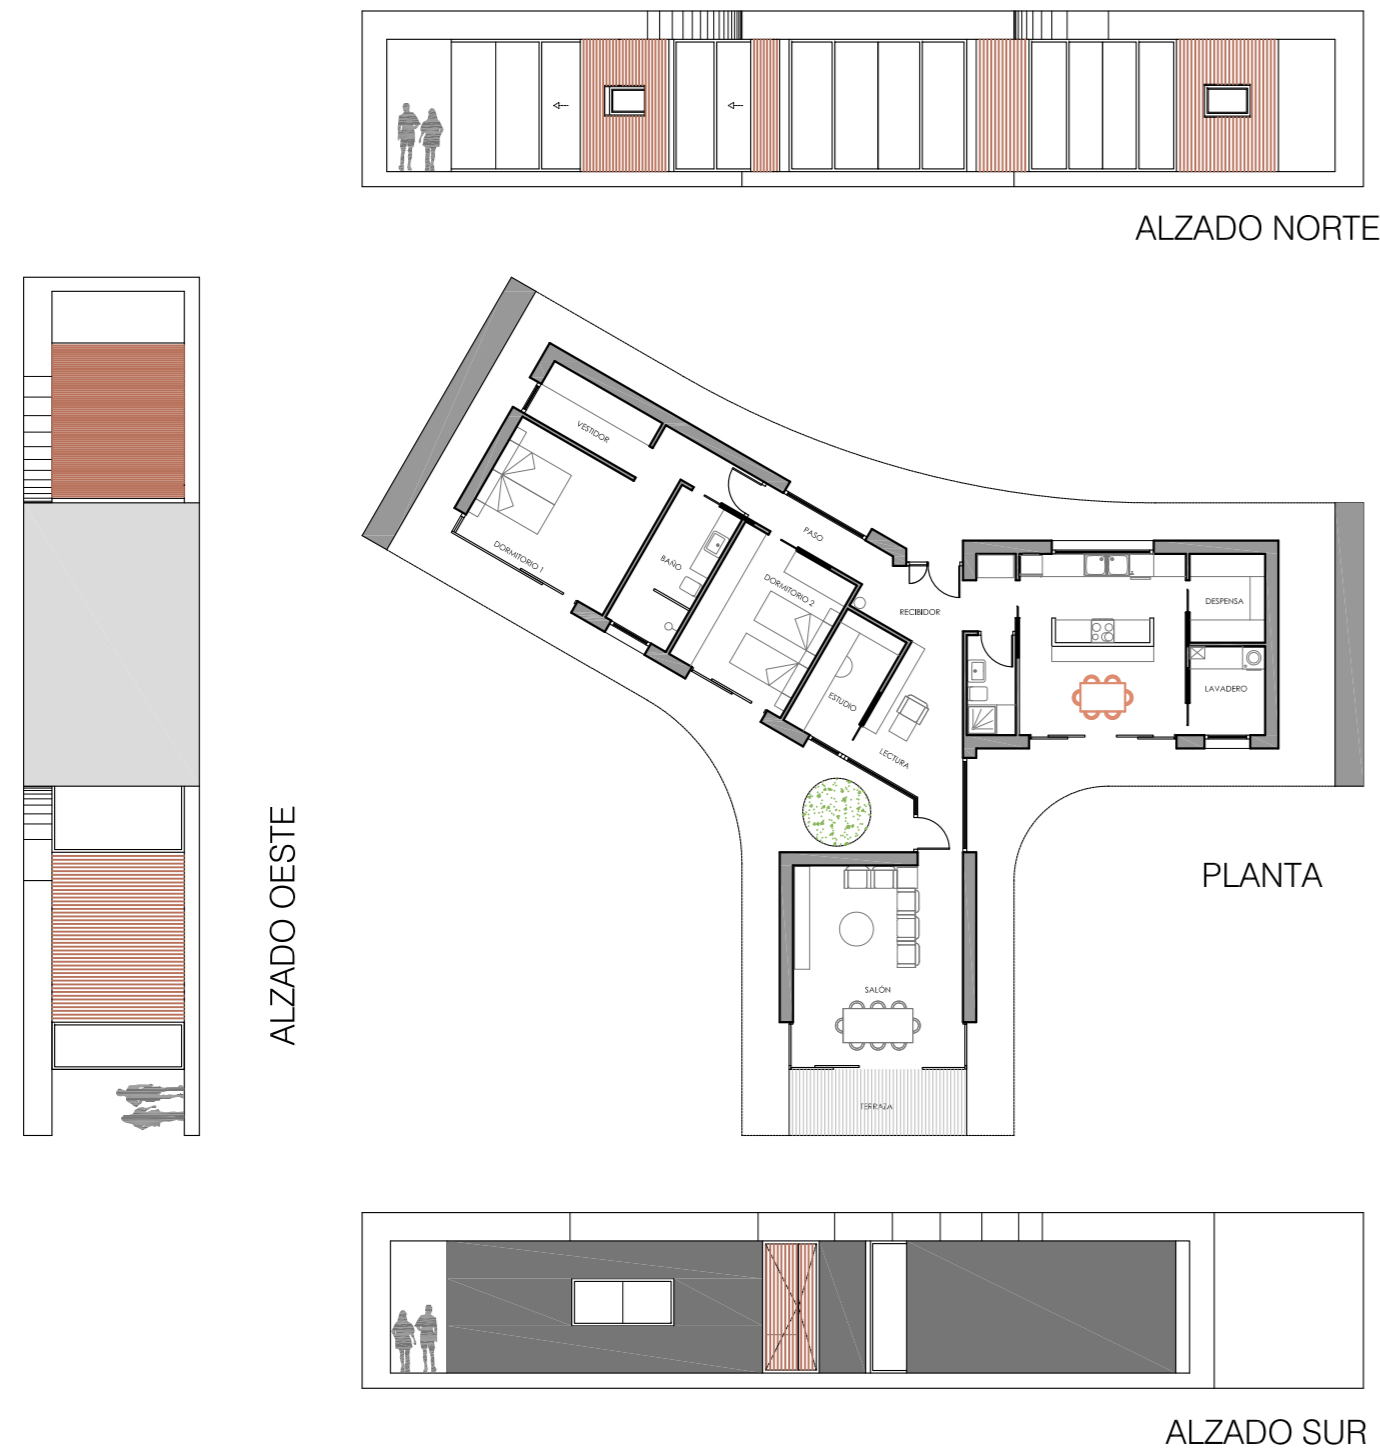 ALZADO NORTE
VESTIDOR
DORMITORIO 1
BAÑO
PASO
DORMITORIO 2
RECIBIDOR
DESPENSA
ESTUDIO
LAVADERO
LECTURA
ALZADO OESTE
PLANTA
SALÓN
TERRAZA
ALZADO SUR